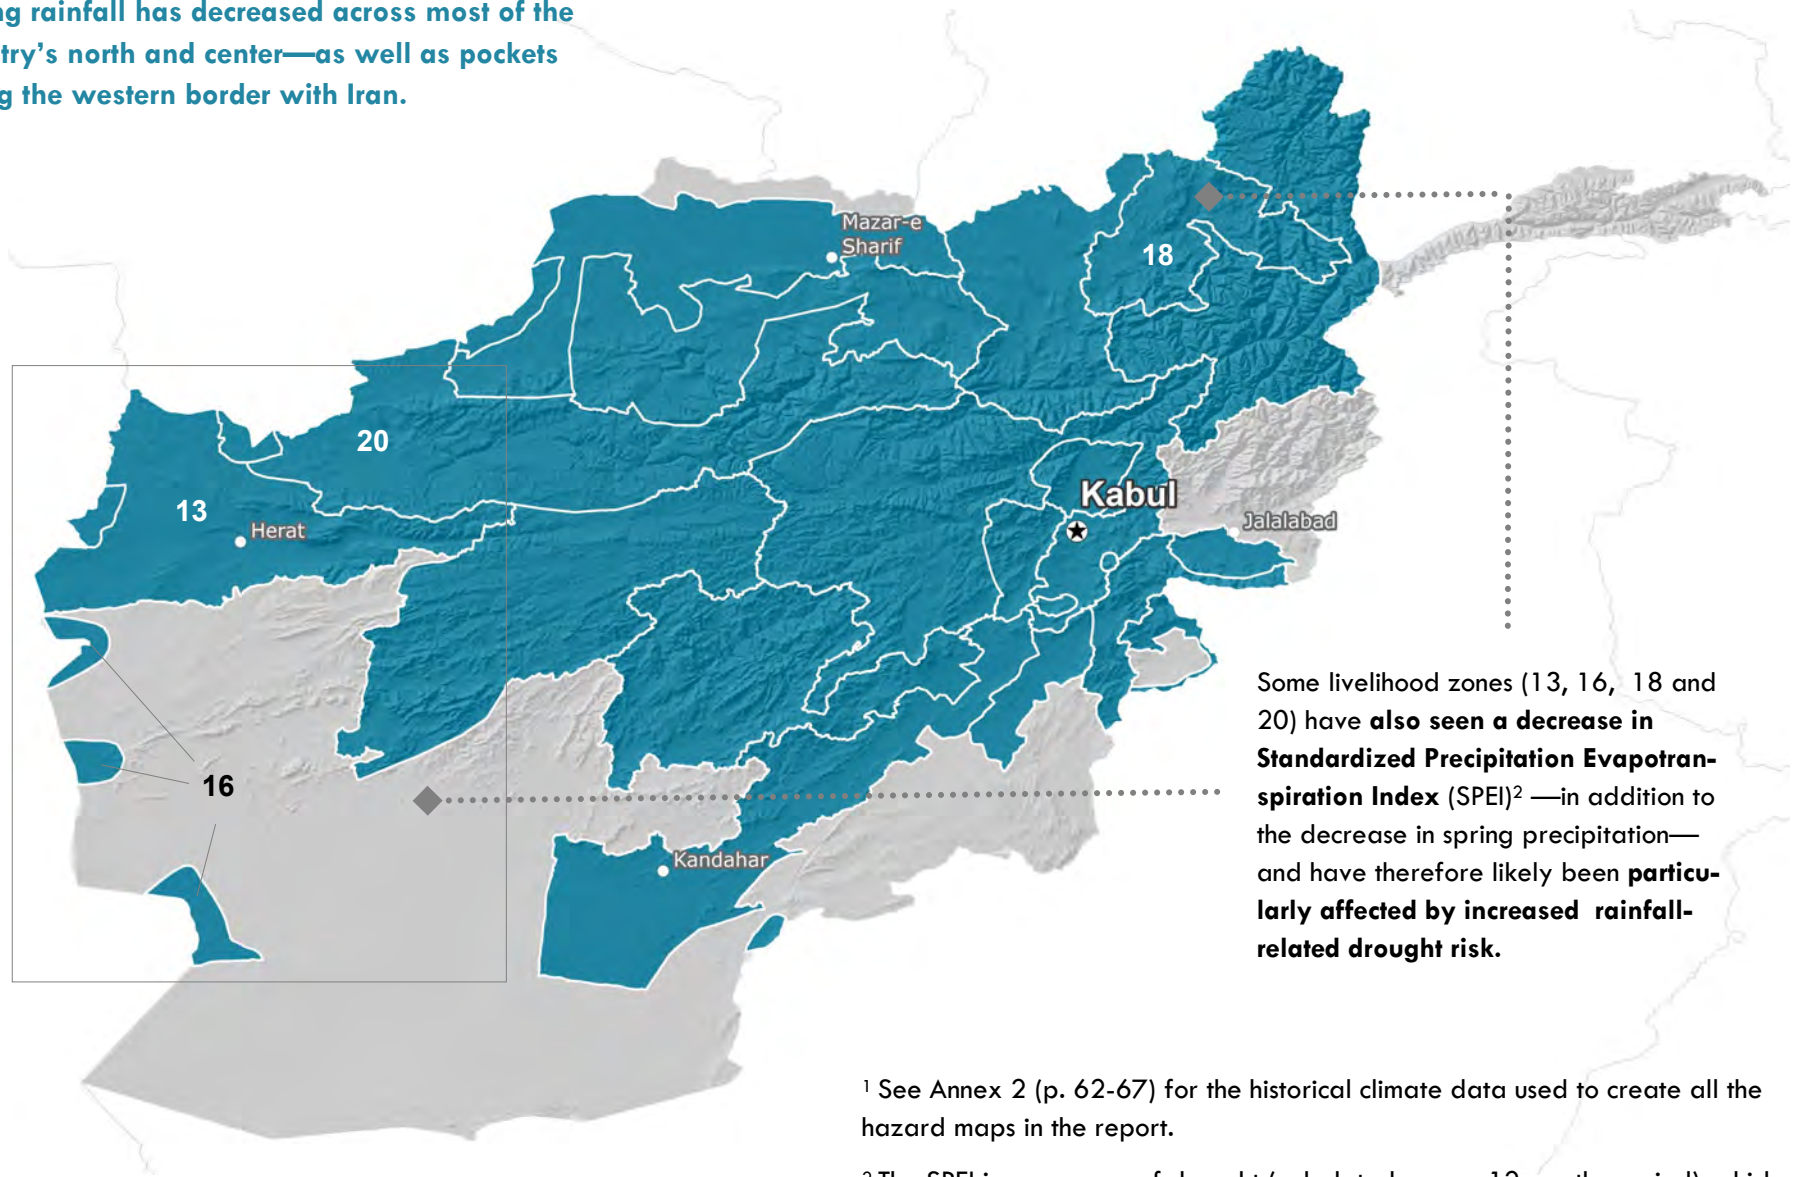 ng rainfall has decreased across most of the
try’s north and center—as well as pockets
g the western border with Iran.
Mazar-e
Sharif
18
20
13
Herat
Kabul
Jalalabad
16
Kandahar
Some livelihood zones (13, 16, 18 and
20) have also seen a decrease in
Standardized Precipitation Evapotran-
spiration Index (SPEI)2 —in addition to
the decrease in spring precipitation—
and have therefore likely been particu-
larly affected by increased rainfall-
related drought risk.
1 See Annex 2 (p. 62-67) for the historical climate data used to create all the
hazard maps in the report.